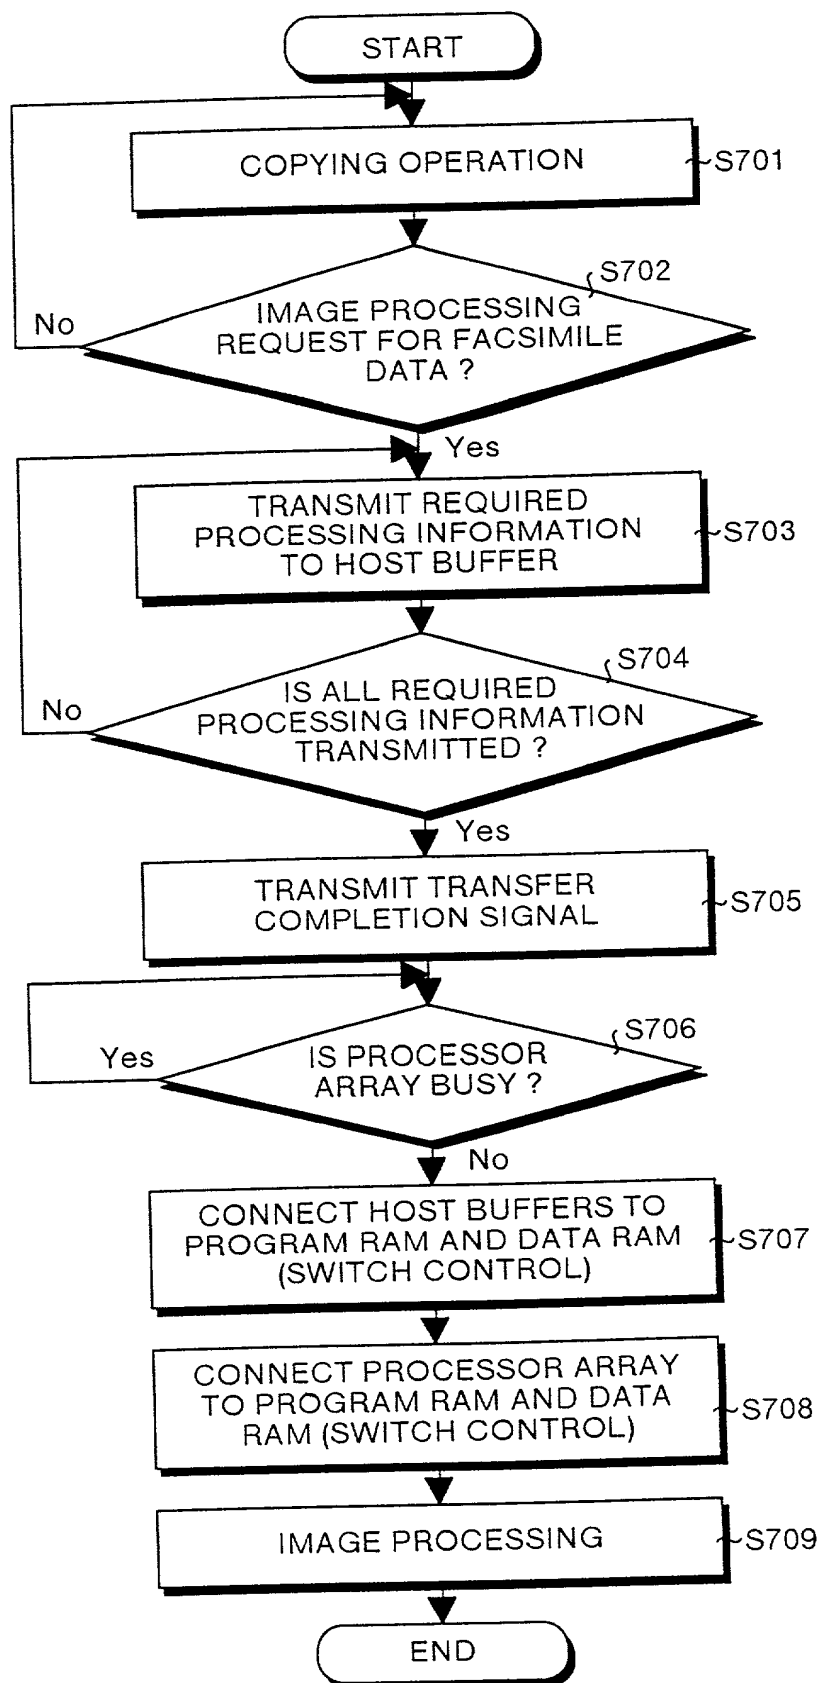 START
COPYING OPERATION
S701
S702
IMAGE PROCESSING
REQUEST FOR FACSIMILE
DATA ?
No
Yes
TRANSMIT REQUIRED
PROCESSING INFORMATION
TO HOST BUFFER
S703
S704
IS ALL REQUIRED
PROCESSING INFORMATION
TRANSMITTED ?
No
Yes
TRANSMIT TRANSFER
COMPLETION SIGNAL
S705
S706
IS PROCESSOR
ARRAY BUSY ?
Yes
No
CONNECT HOST BUFFERS TO
PROGRAM RAM AND DATA RAM
(SWITCH CONTROL)
S707
CONNECT PROCESSOR ARRAY
TO PROGRAM RAM AND DATA
RAM (SWITCH CONTROL)
S708
IMAGE PROCESSING
S709
END